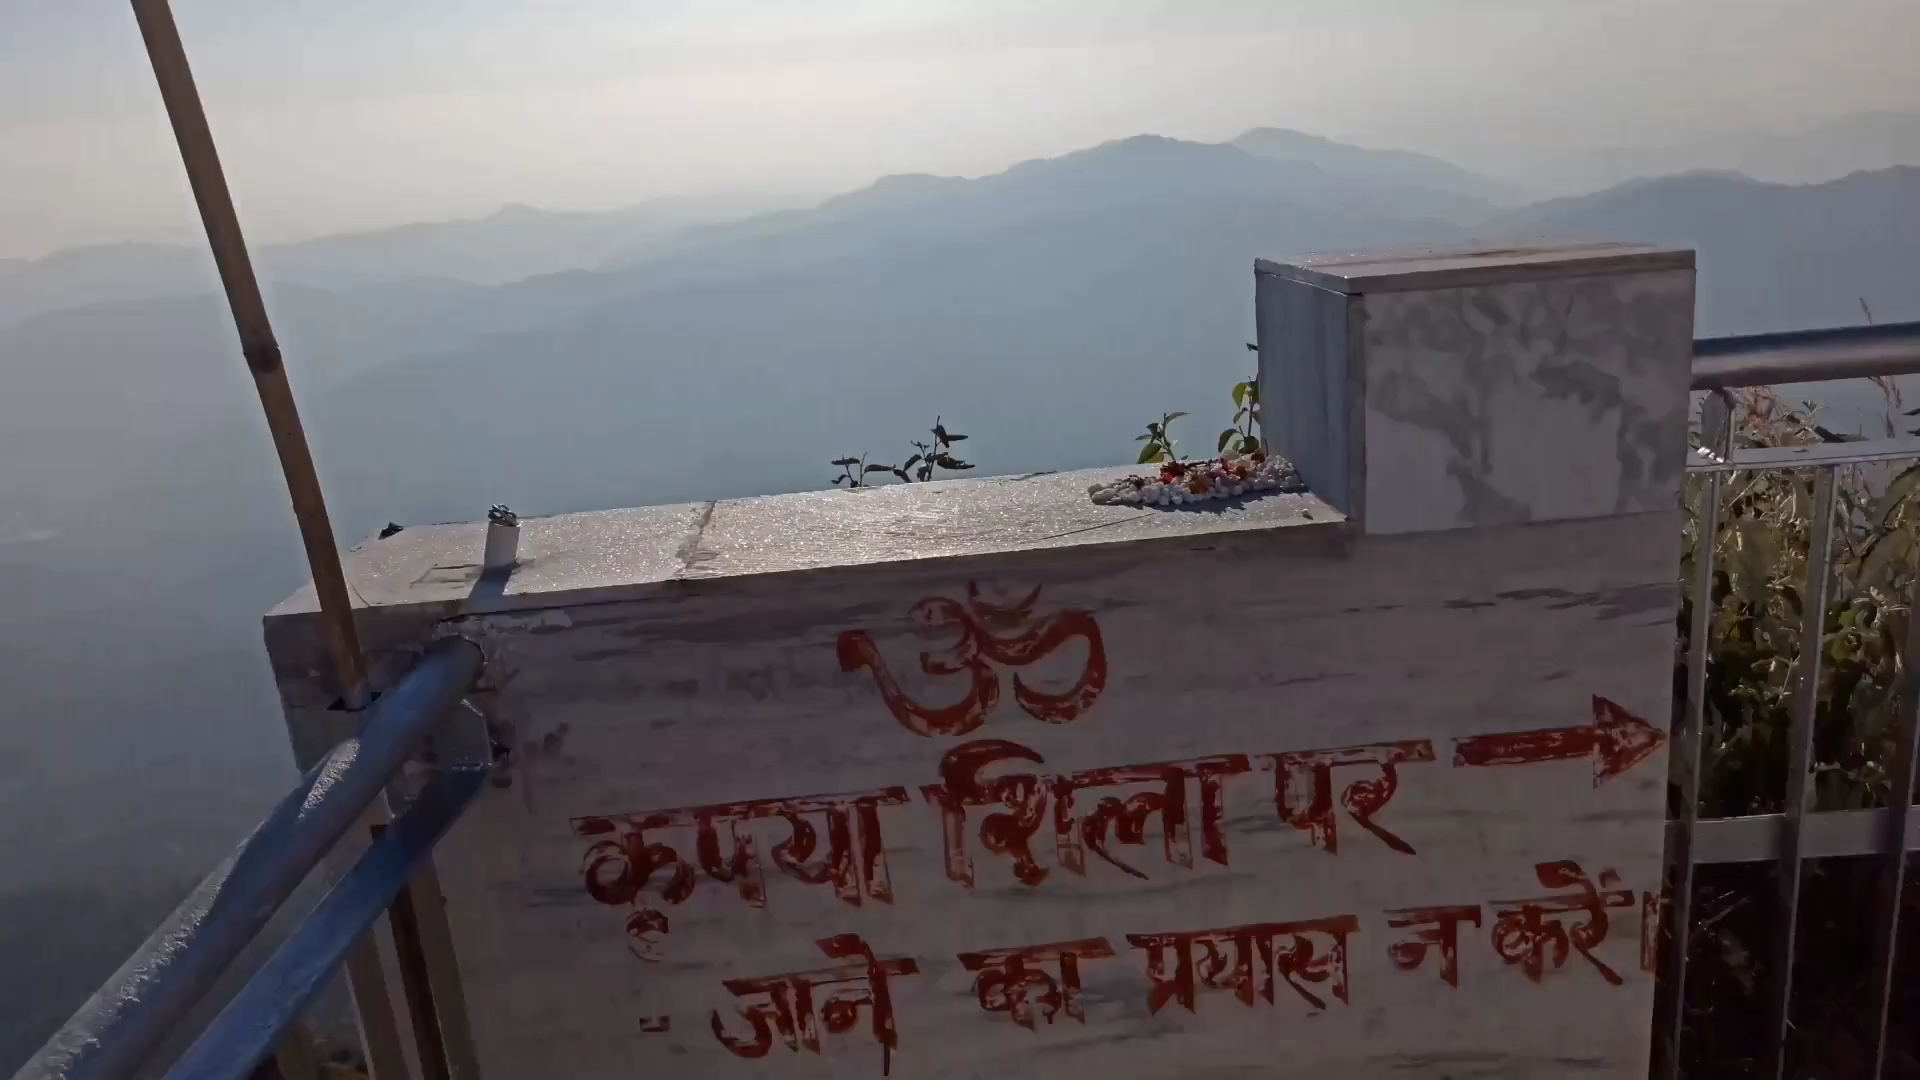 ॐ
कृपया शिला पर →
- जाने का प्रयास न करें।